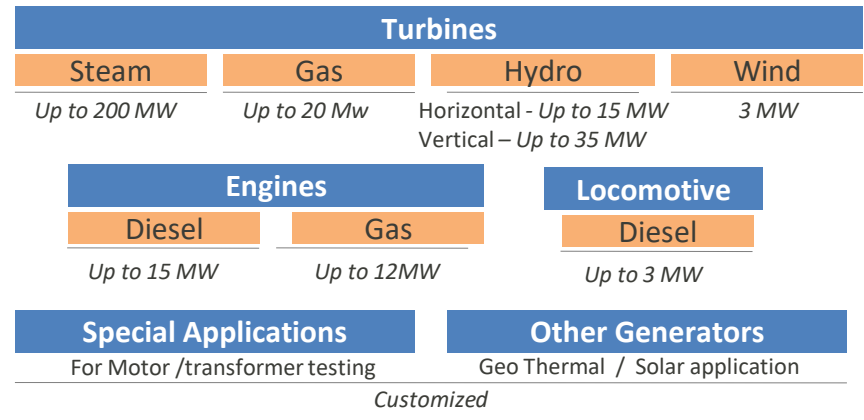 Turbines
Steam Gas Hydro Wind
Up to 200 MW Up to 20 Mw Horizontal - Up to 15 MW 3 MW
Vertical – Up to 35 MW
Engines Locomotive
Diesel Gas Diesel
Up to 15 MW Up to 12MW Up to 3 MW
Special Applications Other Generators
For Motor /transformer testing Geo Thermal / Solar application
Customized